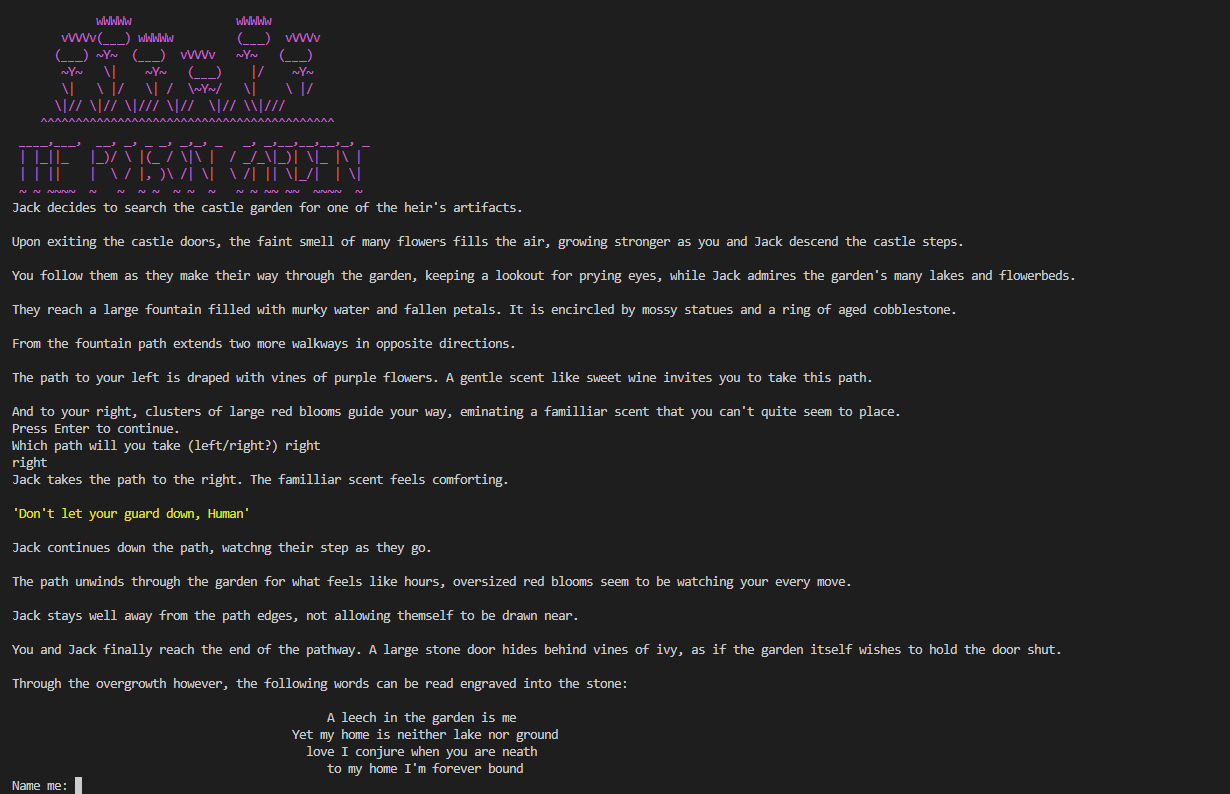 Jack decides to search the castle garden for one of the heir's artifacts.
Upon exiting the castle doors, the faint smell of many flowers fills the air, growing stronger as you and Jack descend the castle steps.
You follow them as they make their way through the garden, keeping a lookout for prying eyes, while Jack admires the garden's many lakes and flowerbeds.
They reach a large fountain filled with murky water and fallen petals. It is encircled by mossy statues and a ring of aged cobblestone.
From the fountain path extends two more walkways in opposite directions.
The path to your left is draped with vines of purple flowers. A gentle scent like sweet wine invites you to take this path.
And to your right, clusters of large red blooms guide your way, eminating a familliar scent that you can't quite seem to place.
Press Enter to continue.
Which path will you take (left/right?) right
right
Jack takes the path to the right. The familliar scent feels comforting.
'Don't let your guard down, Human'
Jack continues down the path, watchng their step as they go.
The path unwinds through the garden for what feels like hours, oversized red blooms seem to be watching your every move.
Jack stays well away from the path edges, not allowing themself to be drawn near.
You and Jack finally reach the end of the pathway. A large stone door hides behind vines of ivy, as if the garden itself wishes to hold the door shut.
Through the overgrowth however, the following words can be read engraved into the stone:
A leech in the garden is me
Yet my home is neither lake nor ground
love I conjure when you are neath
to my home I'm forever bound
Name me: